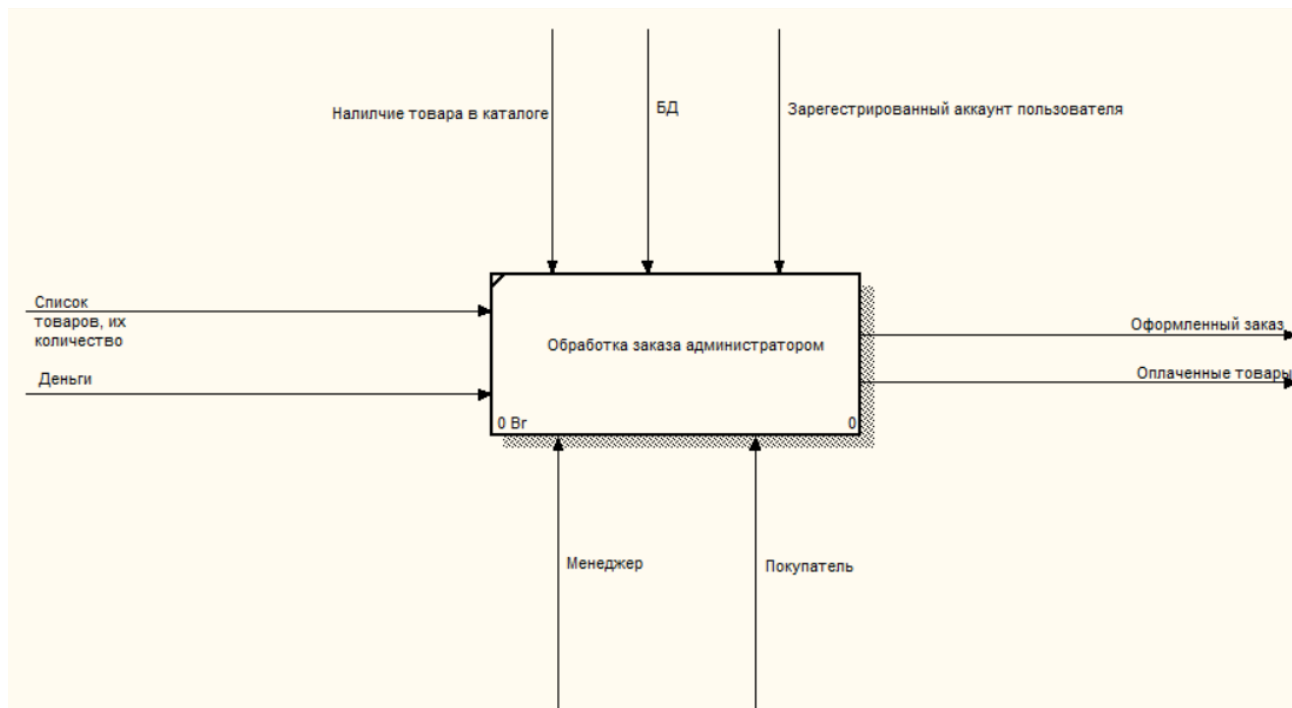 Налилчие товара в каталоге
БД
Зарегестрированный аккаунт пользователя
Список
товаров, их
количество
Деньги
Обработка заказа администратором
0 Br
0
Оформленный заказ
Оплаченные товары
Менеджер
Покупатель